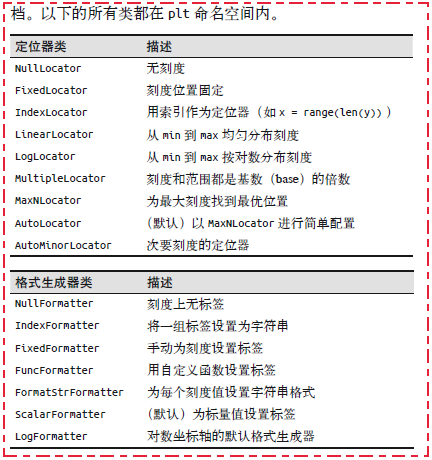 档。以下的所有类都在 plt 命名空间内。
定位器类 描述
NullLocator 无刻度
FixedLocator 刻度位置固定
IndexLocator 用索引作为定位器（如 x = range(len(y))）
LinearLocator 从 min 到 max 均匀分布刻度
LogLocator 从 min 到 max 按对数分布刻度
MultipleLocator 刻度和范围都是基数（base）的倍数
MaxNLocator 为最大刻度找到最优位置
AutoLocator （默认）以 MaxNLocator 进行简单配置
AutoMinorLocator 次要刻度的定位器
格式生成器类 描述
NullFormatter 刻度上无标签
IndexFormatter 将一组标签设置为字符串
FixedFormatter 手动为刻度设置标签
FuncFormatter 用自定义函数设置标签
FormatStrFormatter 为每个刻度值设置字符串格式
ScalarFormatter （默认）为标量值设置标签
LogFormatter 对数坐标轴的默认格式生成器